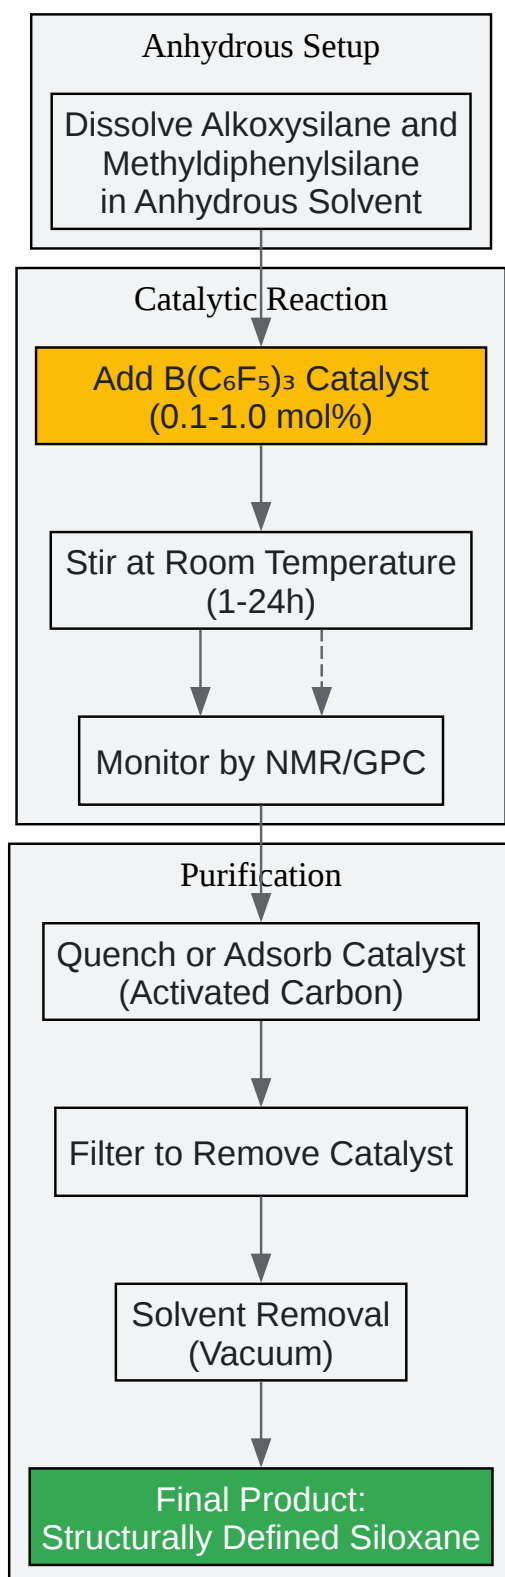 Anhydrous Setup
Dissolve Alkoxysilane and
Methyldiphenylsilane
in Anhydrous Solvent
Catalytic Reaction
Add B(C₆F₅)₃ Catalyst
(0.1-1.0 mol%)
Stir at Room Temperature
(1-24h)
Monitor by NMR/GPC
Purification
Quench or Adsorb Catalyst
(Activated Carbon)
Filter to Remove Catalyst
Solvent Removal
(Vacuum)
Final Product:
Structurally Defined Siloxane